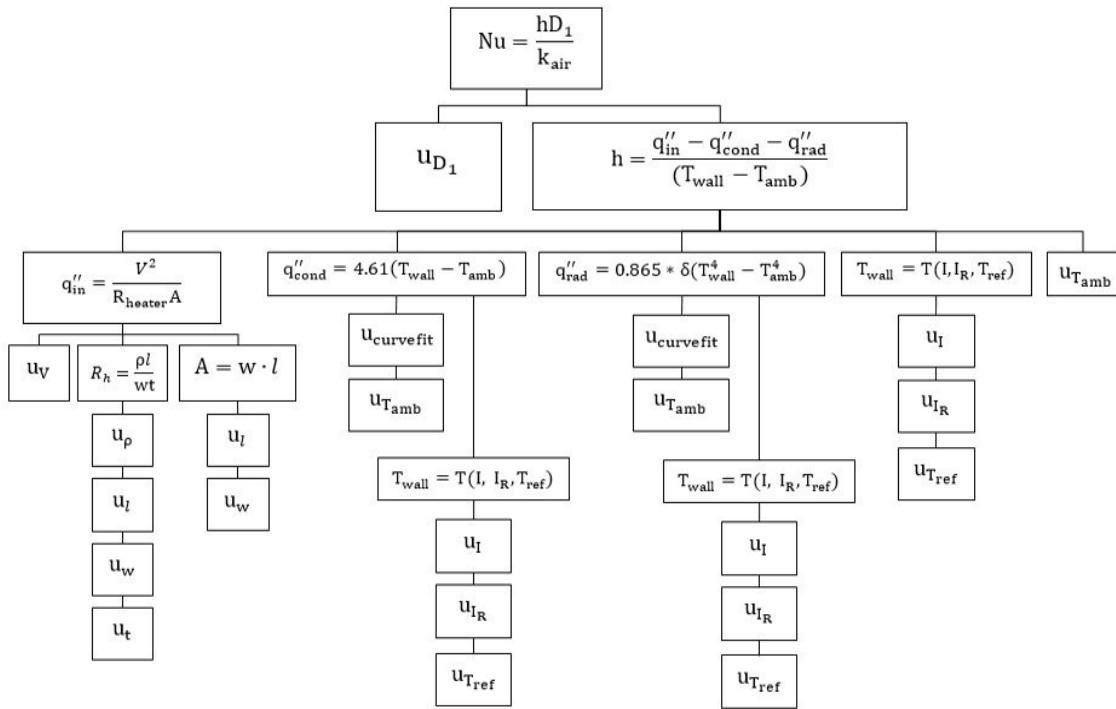 Nu = hD₁/k_air
u_D₁
h = (q″_in − q″_cond − q″_rad)/(T_wall − T_amb)
q″_in = V²/(R_heater A)
q″_cond = 4.61(T_wall − T_amb)
q″_rad = 0.865 * δ(T⁴_wall − T⁴_amb)
T_wall = T(I, I_R, T_ref)
u_T_amb
u_V
R_h = ρl/wt
A = w · l
u_ρ
u_l
u_w
u_t
u_l
u_w
u_curvefit
u_T_amb
T_wall = T(I, I_R, T_ref)
u_I
u_I_R
u_T_ref
u_curvefit
u_T_amb
T_wall = T(I, I_R, T_ref)
u_I
u_I_R
u_T_ref
u_I
u_I_R
u_T_ref